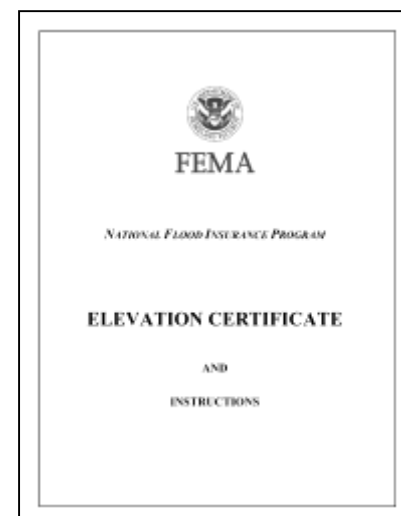 FEMA
NATIONAL FLOOD INSURANCE PROGRAM
ELEVATION CERTIFICATE
AND
INSTRUCTIONS